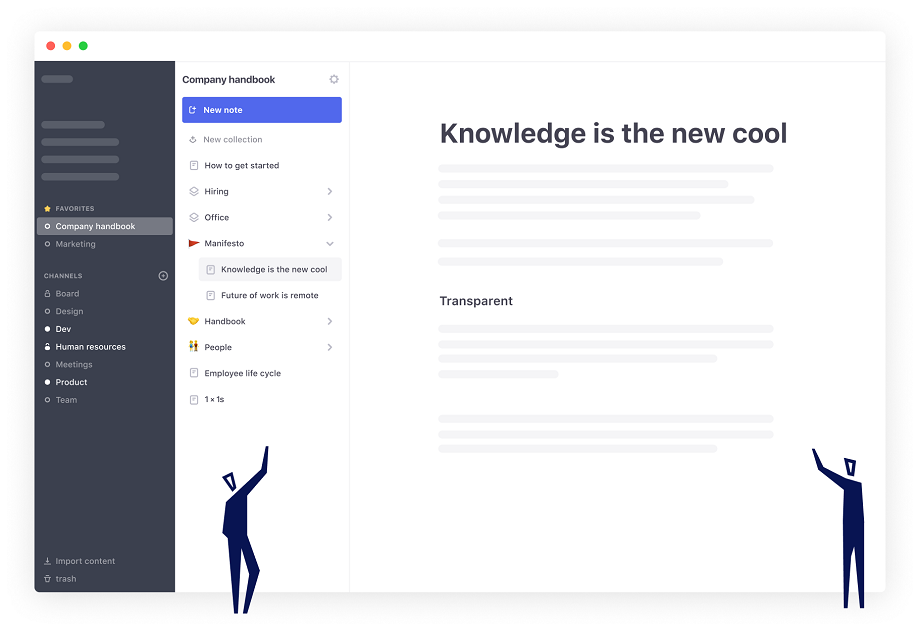 FAVORITES
Company handbook
Marketing
CHANNELS
Board
Design
Dev
Human resources
Meetings
Product
Team
Import content
trash
Company handbook
New note
New collection
How to get started
Hiring
Office
Manifesto
Knowledge is the new cool
Future of work is remote
Handbook
People
Employee life cycle
1 × 1s
Knowledge is the new cool
Transparent